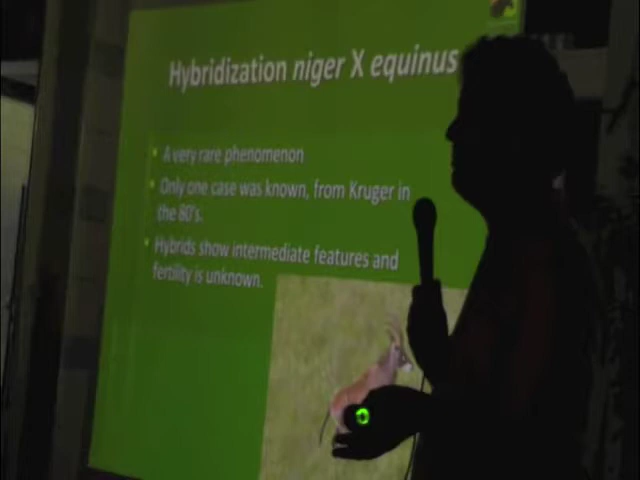 Hybridization niger X equinus
• A very rare phenomenon
• Only one case was known, from Kruger in
the 80's.
• Hybrids show intermediate features and
fertility is unknown.